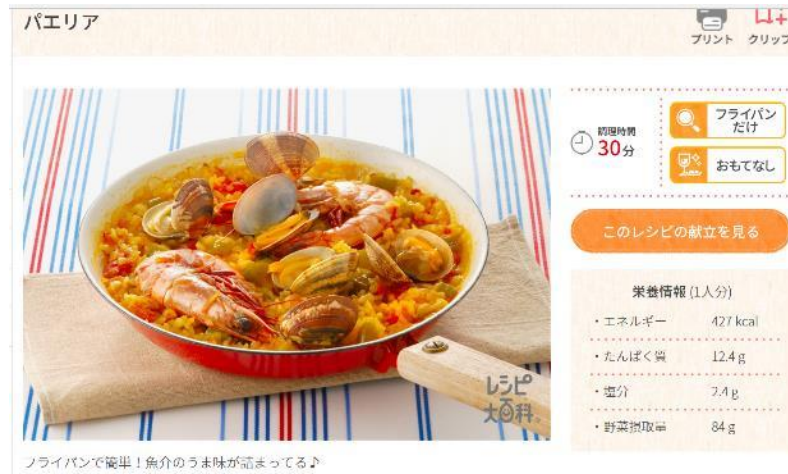 パエリア
プリント
クリップ
調理時間
30分
フライパン
だけ
おもてなし
このレシピの献立を見る
栄養情報(1人分)
・エネルギー 427 kcal
・たんぱく質 12.4 g
・塩分 2.4 g
・野菜摂取量 84 g
レシピ
大百科
フライパンで簡単！魚介のうま味が詰まってる♪